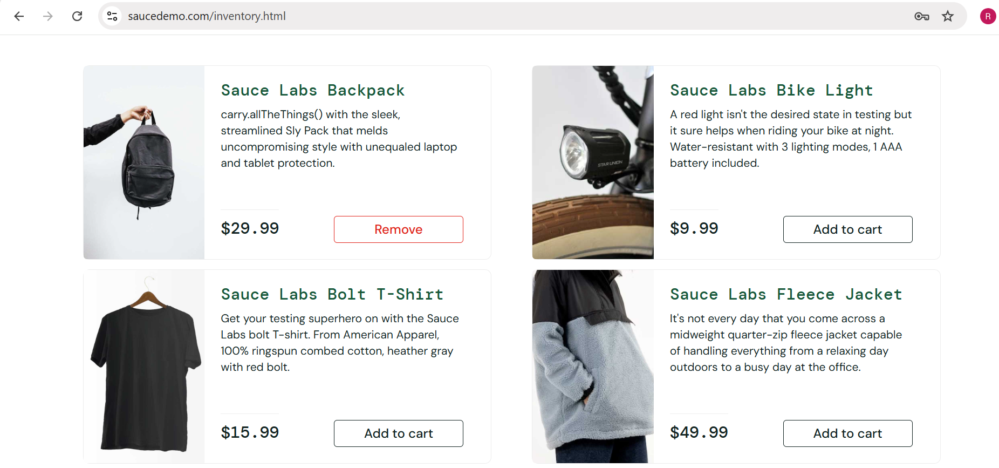 saucedemo.com/inventory.html
R
Sauce Labs Backpack
carry.allTheThings() with the sleek,
streamlined Sly Pack that melds
uncompromising style with unequaled laptop
and tablet protection.
$29.99
Remove
Sauce Labs Bike Light
A red light isn't the desired state in testing but
it sure helps when riding your bike at night.
Water-resistant with 3 lighting modes, 1 AAA
battery included.
STAR UNION
$9.99
Add to cart
Sauce Labs Bolt T-Shirt
Get your testing superhero on with the Sauce
Labs bolt T-shirt. From American Apparel,
100% ringspun combed cotton, heather gray
with red bolt.
$15.99
Add to cart
Sauce Labs Fleece Jacket
It's not every day that you come across a
midweight quarter-zip fleece jacket capable
of handling everything from a relaxing day
outdoors to a busy day at the office.
$49.99
Add to cart